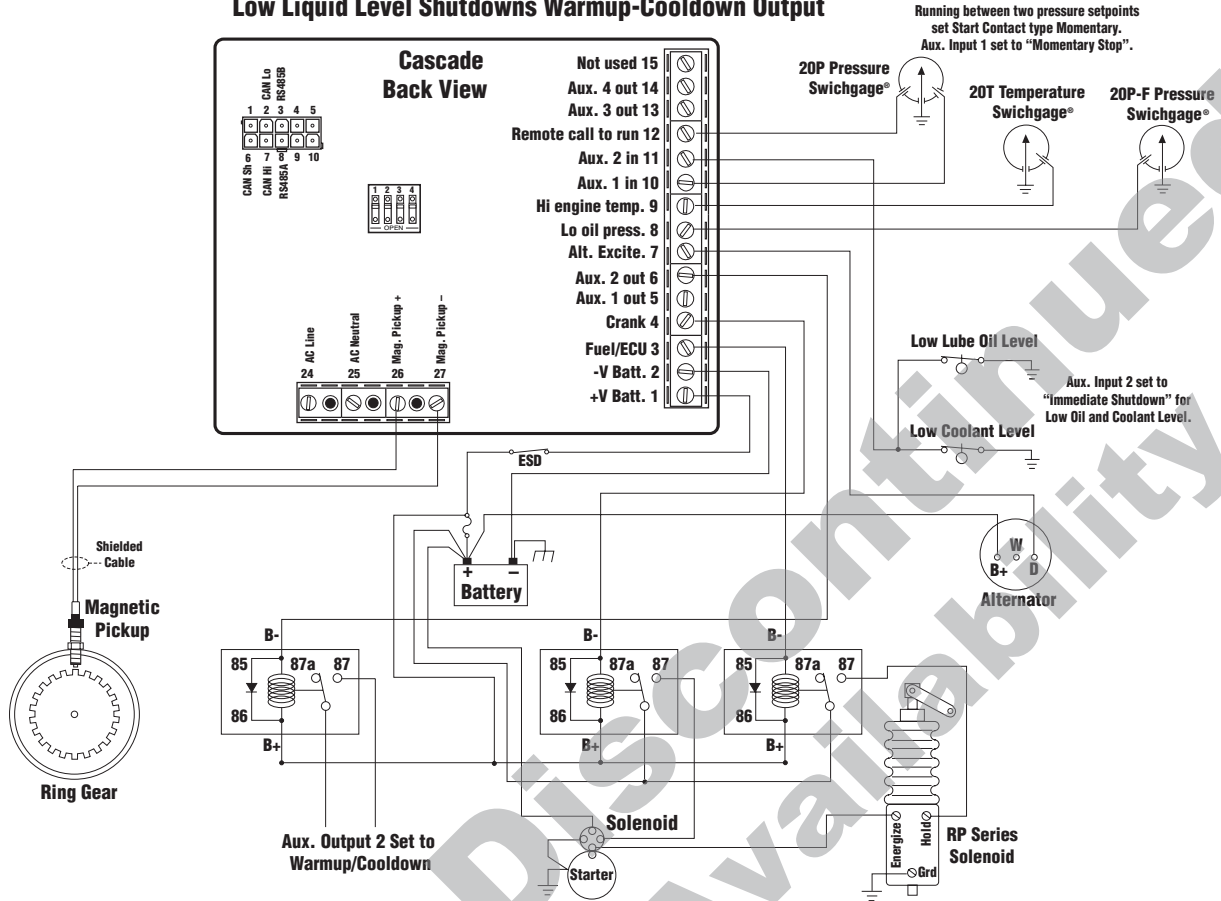 Low Liquid Level Shutdowns Warmup-Cooldown Output
Running between two pressure setpoints
set Start Contact type Momentary.
Aux. Input 1 set to “Momentary Stop”.
Cascade
Back View
CAN Lo
RS485B
1 2 3 4 5
6 7 8 9 10
CAN Sh
CAN Hi
RS485A
1 2 3 4
OPEN
Not used 15
Aux. 4 out 14
Aux. 3 out 13
Remote call to run 12
Aux. 2 in 11
Aux. 1 in 10
Hi engine temp. 9
Lo oil press. 8
Alt. Excite. 7
Aux. 2 out 6
Aux. 1 out 5
Crank 4
Fuel/ECU 3
-V Batt. 2
+V Batt. 1
20P Pressure
Swichgage®
20T Temperature
Swichgage®
20P-F Pressure
Swichgage®
AC Line
AC Neutral
Mag. Pickup +
Mag. Pickup –
24 25 26 27
Low Lube Oil Level
Aux. Input 2 set to
“Immediate Shutdown” for
Low Oil and Coolant Level.
Low Coolant Level
ESD
Shielded
Cable
Magnetic
Pickup
Ring Gear
+ –
Battery
W
B+ D
Alternator
B-
85 87a 87
86
B+
B-
85 87a 87
86
B+
B-
85 87a 87
86
B+
Aux. Output 2 Set to
Warmup/Cooldown
Solenoid
Starter
Energize
Hold
Grd
RP Series
Solenoid
Discontinued
Availability